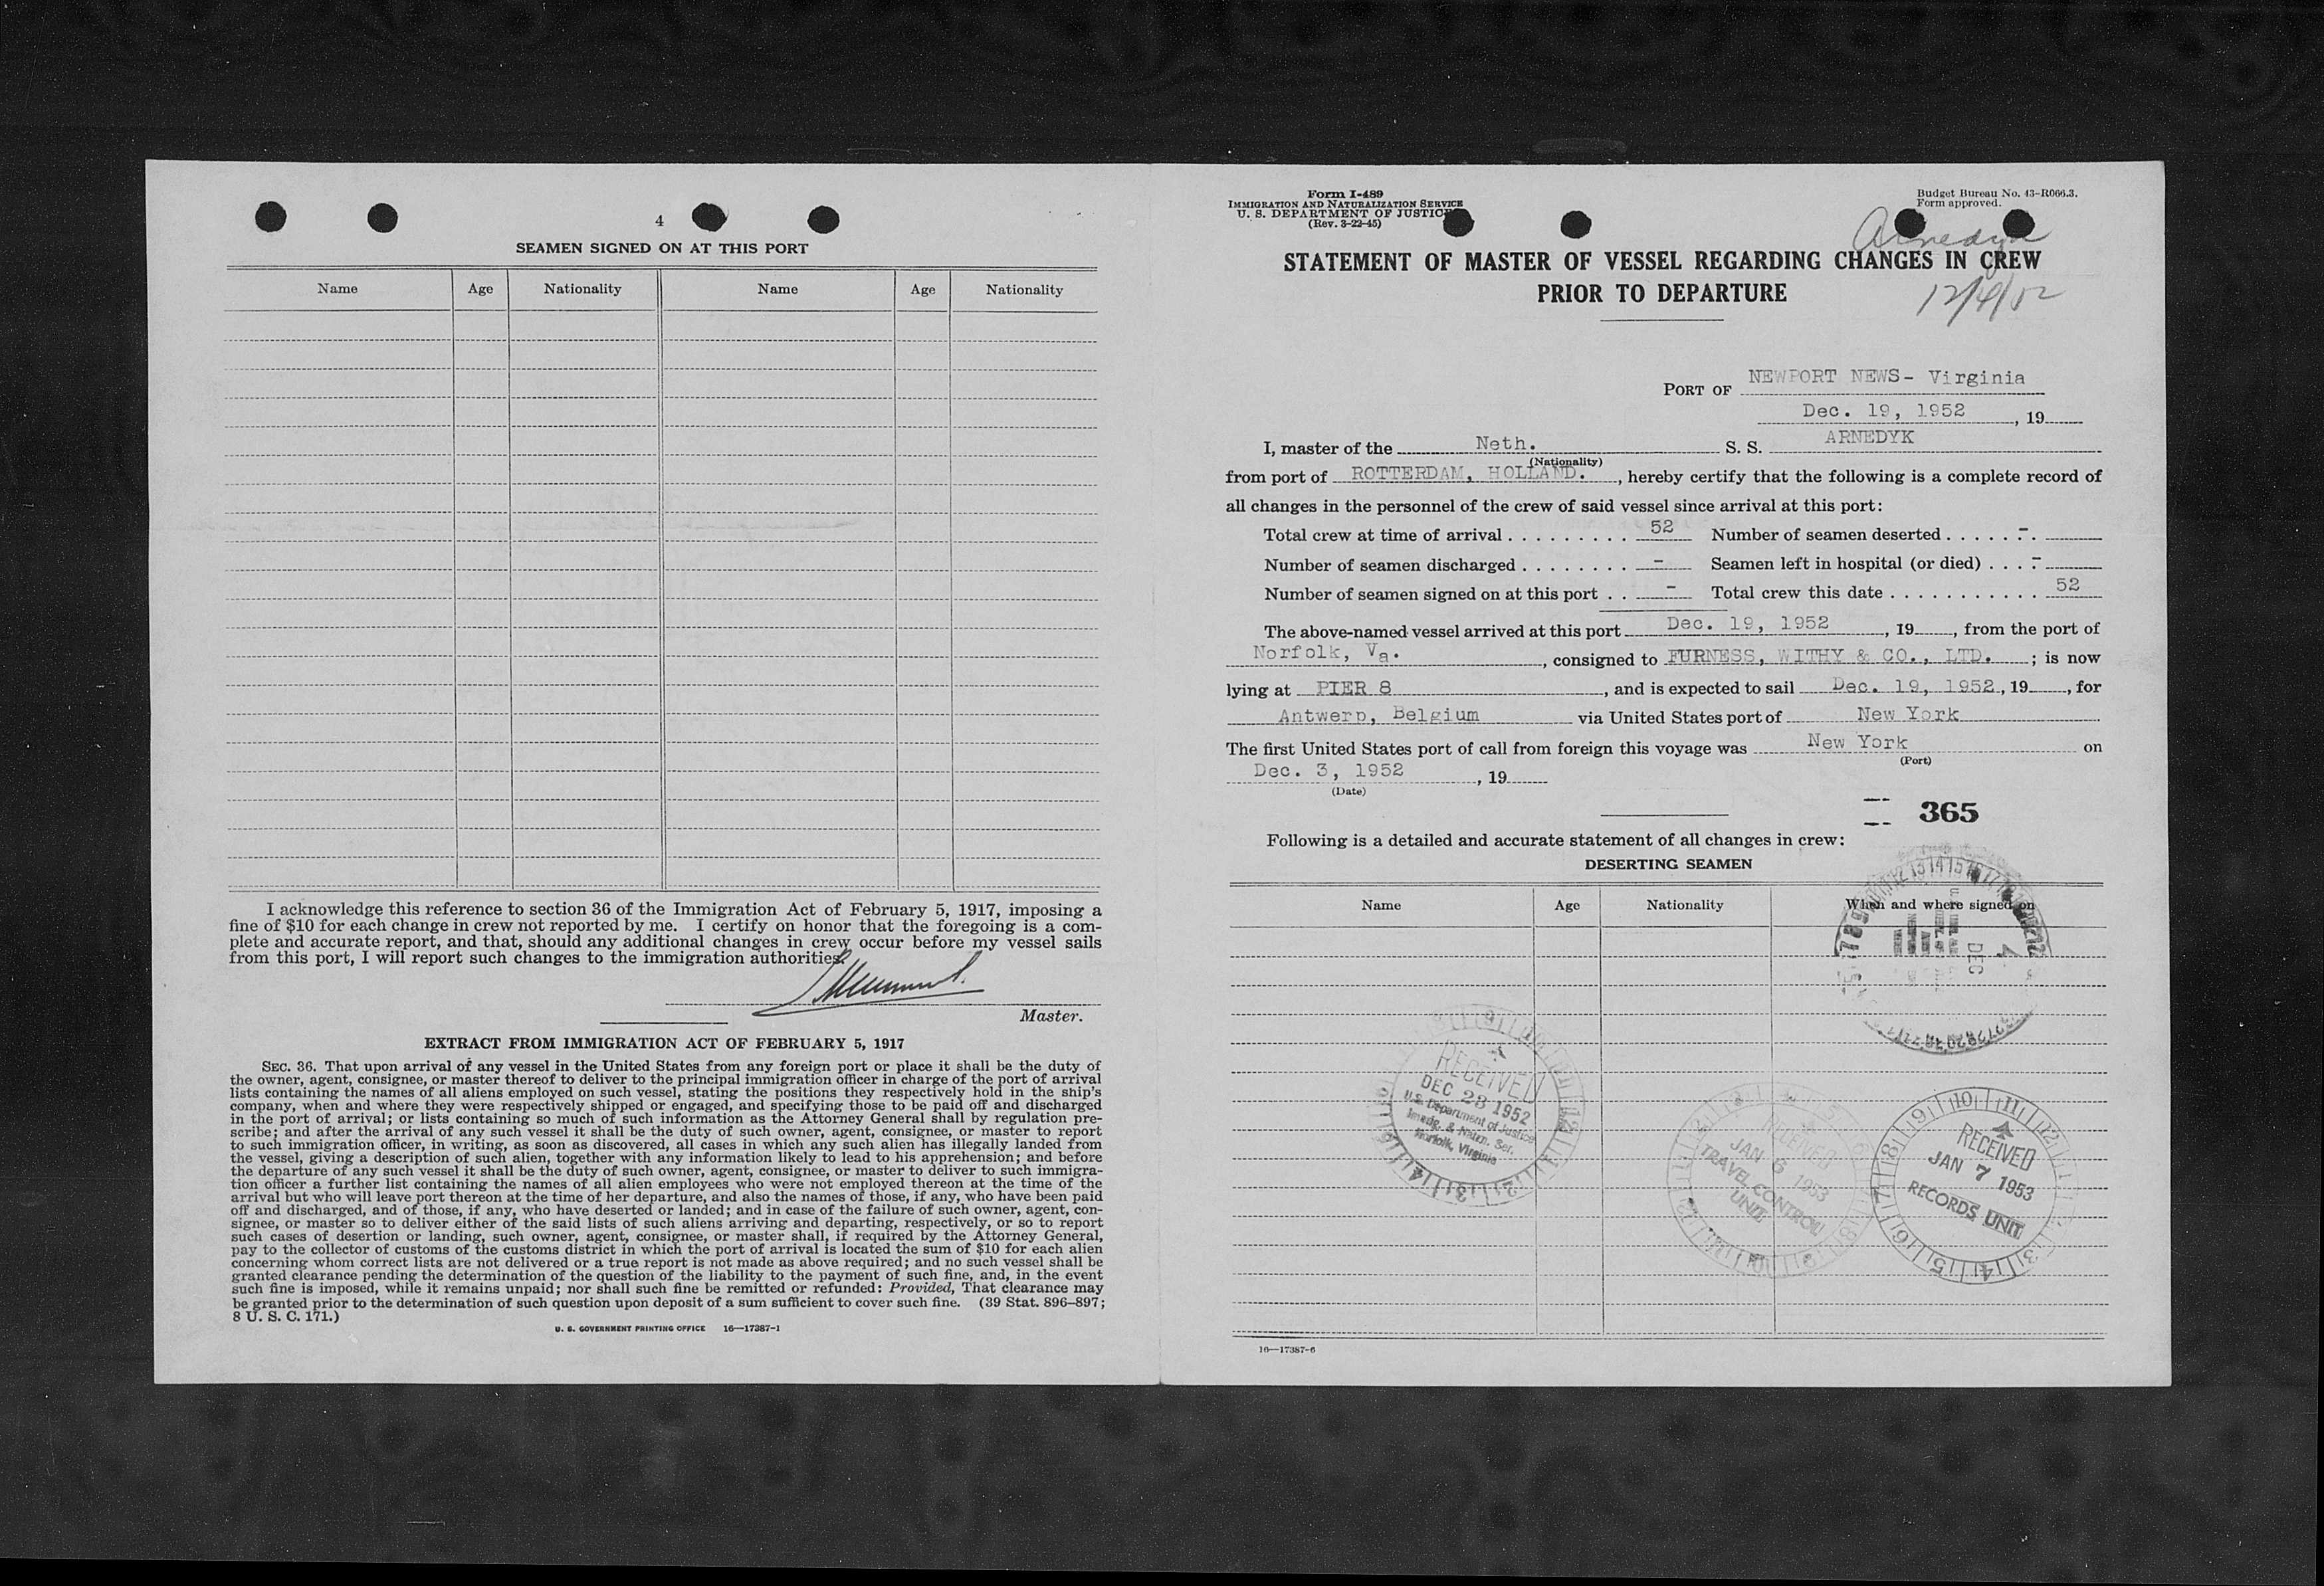 4
SEAMEN SIGNED ON AT THIS PORT
Name Age Nationality Name Age Nationality
I acknowledge this reference to section 36 of the Immigration Act of February 5, 1917, imposing a
fine of $10 for each change in crew not reported by me. I certify on honor that the foregoing is a com-
plete and accurate report, and that, should any additional changes in crew occur before my vessel sails
from this port, I will report such changes to the immigration authorities.
Master.
EXTRACT FROM IMMIGRATION ACT OF FEBRUARY 5, 1917
SEC. 36. That upon arrival of any vessel in the United States from any foreign port or place it shall be the duty of
the owner, agent, consignee, or master thereof to deliver to the principal immigration officer in charge of the port of arrival
lists containing the names of all aliens employed on such vessel, stating the positions they respectively hold in the ship's
company, when and where they were respectively shipped or engaged, and specifying those to be paid off and discharged
in the port of arrival; or lists containing so much of such information as the Attorney General shall by regulation pre-
scribe; and after the arrival of any such vessel it shall be the duty of such owner, agent, consignee, or master to report
to such immigration officer, in writing, as soon as discovered, all cases in which any such alien has illegally landed from
the vessel, giving a description of such alien, together with any information likely to lead to his apprehension; and before
the departure of any such vessel it shall be the duty of such owner, agent, consignee, or master to deliver to such immigra-
tion officer a further list containing the names of all alien employees who were not employed thereon at the time of the
arrival but who will leave port thereon at the time of her departure, and also the names of those, if any, who have been paid
off and discharged, and of those, if any, who have deserted or landed; and in case of the failure of such owner, agent, con-
signee, or master so to deliver either of the said lists of such aliens arriving and departing, respectively, or so to report
such cases of desertion or landing, such owner, agent, consignee, or master shall, if required by the Attorney General,
pay to the collector of customs of the customs district in which the port of arrival is located the sum of $10 for each alien
concerning whom correct lists are not delivered or a true report is not made as above required; and no such vessel shall be
granted clearance pending the determination of the question of the liability to the payment of such fine, and, in the event
such fine is imposed, while it remains unpaid; nor shall such fine be remitted or refunded: Provided, That clearance may
be granted prior to the determination of such question upon deposit of a sum sufficient to cover such fine. (39 Stat. 896–897;
8 U. S. C. 171.)
U. S. GOVERNMENT PRINTING OFFICE 16—17387-1
Form I-489
IMMIGRATION AND NATURALIZATION SERVICE
U. S. DEPARTMENT OF JUSTICE
(Rev. 3-22-45)
Budget Bureau No. 43-R066.3.
Form approved.
Arnedyk
STATEMENT OF MASTER OF VESSEL REGARDING CHANGES IN CREW
PRIOR TO DEPARTURE
12/4/52
PORT OF NEWPORT NEWS- Virginia
Dec. 19, 1952, 19
I, master of the Neth. S. S. ARNEDYK
(Nationality)
from port of ROTTERDAM, HOLLAND., hereby certify that the following is a complete record of
all changes in the personnel of the crew of said vessel since arrival at this port:
Total crew at time of arrival 52 Number of seamen deserted -
Number of seamen discharged - Seamen left in hospital (or died) -
Number of seamen signed on at this port - Total crew this date 52
The above-named vessel arrived at this port Dec. 19, 1952, 19, from the port of
Norfolk, Va., consigned to FURNESS, WITHY & CO., LTD. ; is now
lying at PIER 8, and is expected to sail Dec. 19, 1952, 19, for
Antwerp, Belgium via United States port of New York
The first United States port of call from foreign this voyage was New York on
(Port)
Dec. 3, 1952, 19
(Date)
365
Following is a detailed and accurate statement of all changes in crew:
DESERTING SEAMEN
Name Age Nationality When and where signed on
DEC 4
RECEIVED
DEC 23 1952
U.S. Department of Justice
Immig. & Natzn. Ser.
Norfolk, Virginia
RECEIVED
JAN 6 1953
TRAVEL CONTROL
UNIT
RECEIVED
JAN 7 1953
RECORDS UNIT
16—17387-6